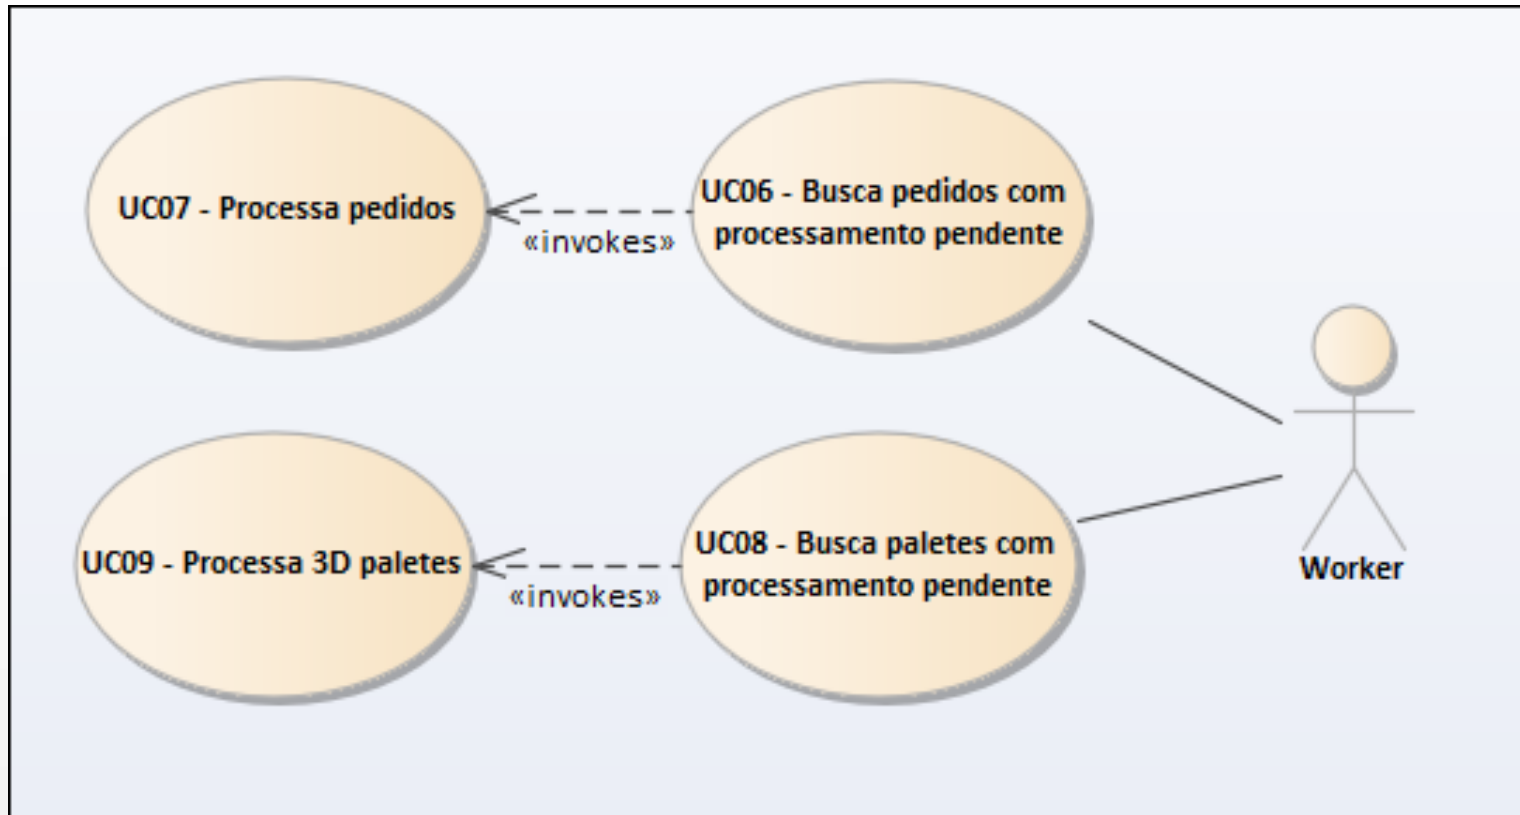 UC07 - Processa pedidos
«invokes»
UC06 - Busca pedidos com
processamento pendente
UC09 - Processa 3D paletes
«invokes»
UC08 - Busca paletes com
processamento pendente
Worker